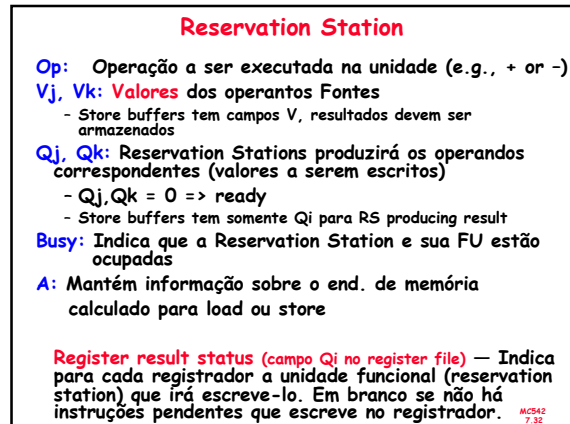 Reservation Station
Op: Operação a ser executada na unidade (e.g., + or –)
Vj, Vk: Valores dos operantos Fontes
– Store buffers tem campos V, resultados devem ser
armazenados
Qj, Qk: Reservation Stations produzirá os operandos
correspondentes (valores a serem escritos)
– Qj,Qk = 0 => ready
– Store buffers tem somente Qi para RS producing result
Busy: Indica que a Reservation Station e sua FU estão
ocupadas
A: Mantém informação sobre o end. de memória
calculado para load ou store
Register result status (campo Qi no register file) — Indica
para cada registrador a unidade funcional (reservation
station) que irá escreve-lo. Em branco se não há
instruções pendentes que escreve no registrador.
MC542
7.32